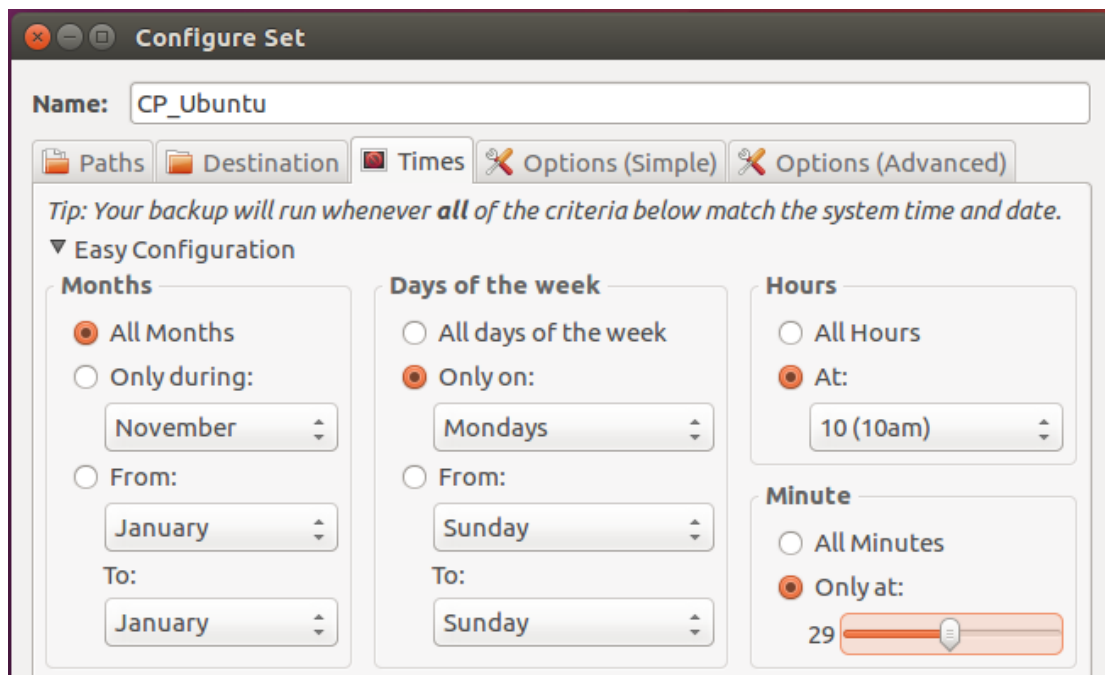 Configure Set
Name: CP_Ubuntu
Paths Destination Times Options (Simple) Options (Advanced)
Tip: Your backup will run whenever all of the criteria below match the system time and date.
Easy Configuration
Months
All Months
Only during:
November
From:
January
To:
January
Days of the week
All days of the week
Only on:
Mondays
From:
Sunday
To:
Sunday
Hours
All Hours
At:
10 (10am)
Minute
All Minutes
Only at:
29